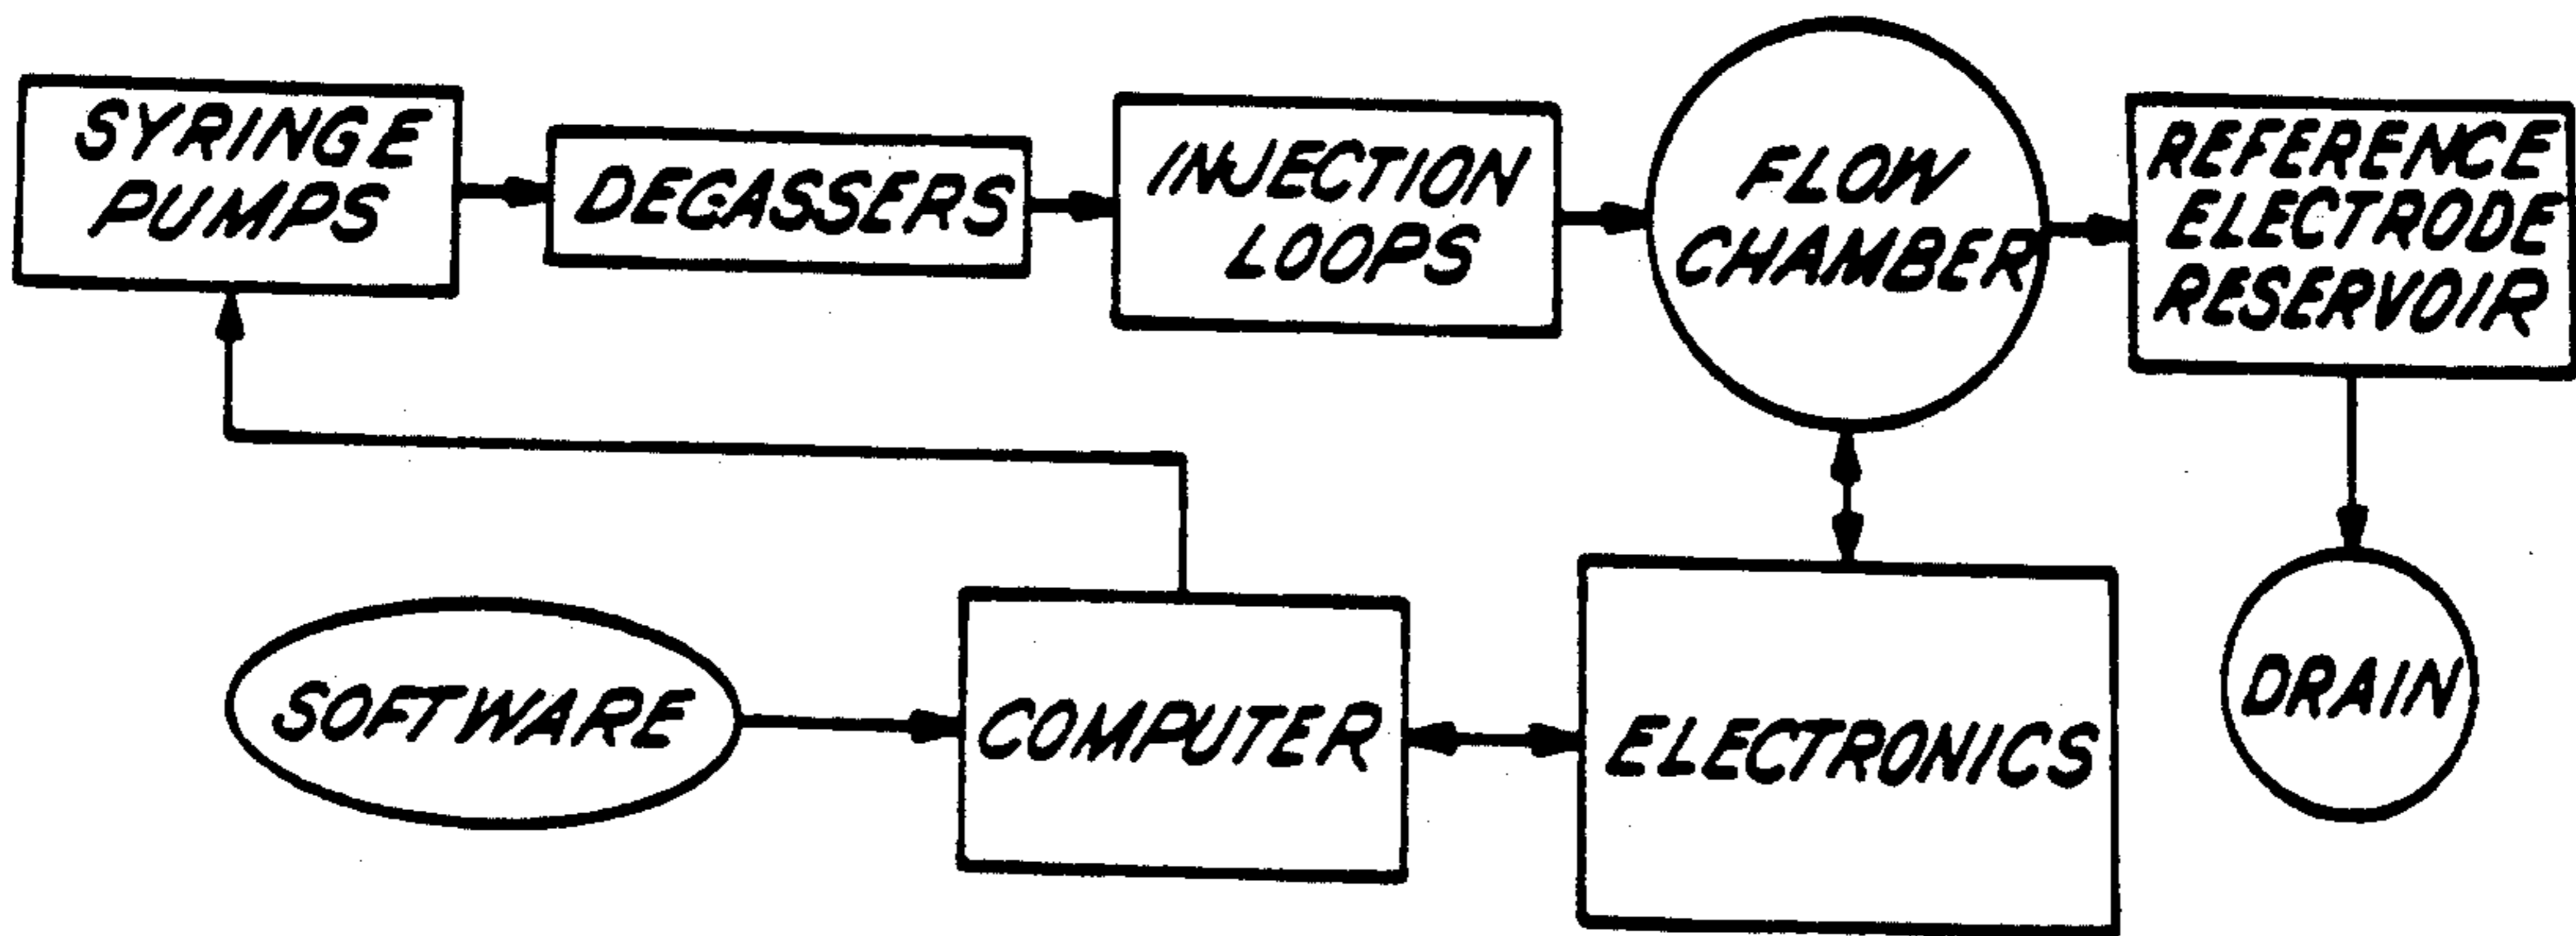 SYRINGE
PUMPS
DEGASSERS
INJECTION
LOOPS
FLOW
CHAMBER
REFERENCE
ELECTRODE
RESERVOIR
SOFTWARE
COMPUTER
ELECTRONICS
DRAIN